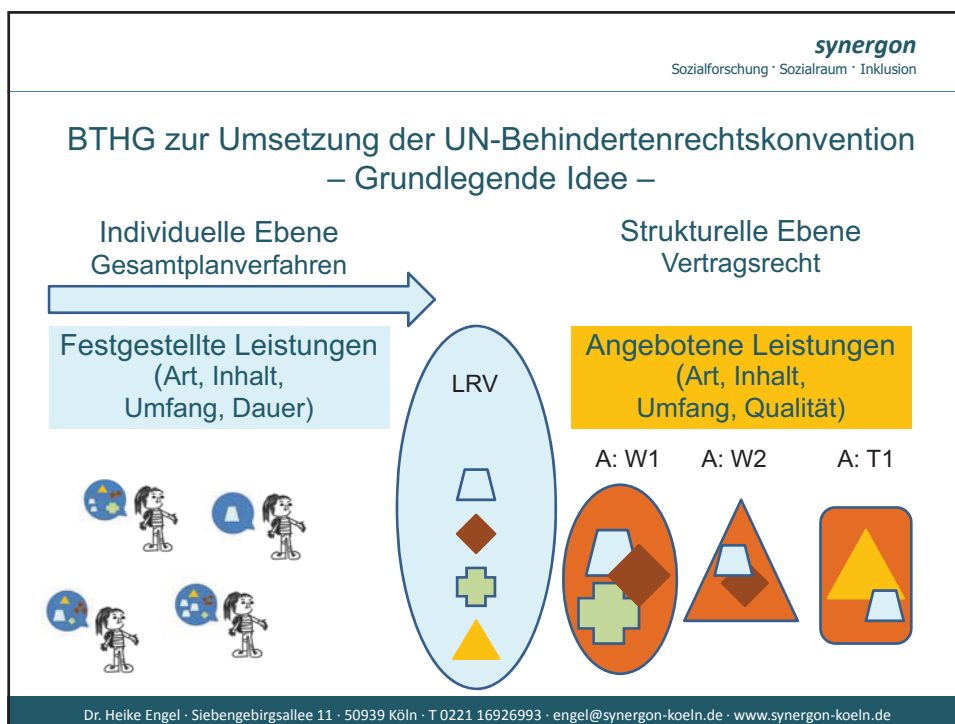 synergon
Sozialforschung · Sozialraum · Inklusion
BTHG zur Umsetzung der UN-Behindertenrechtskonvention
– Grundlegende Idee –
Individuelle Ebene
Gesamtplanverfahren
Strukturelle Ebene
Vertragsrecht
Festgestellte Leistungen
(Art, Inhalt,
Umfang, Dauer)
LRV
Angebotene Leistungen
(Art, Inhalt,
Umfang, Qualität)
A: W1
A: W2
A: T1
Dr. Heike Engel · Siebengebirgsallee 11 · 50939 Köln · T 0221 16926993 · engel@synergon-koeln.de · www.synergon-koeln.de